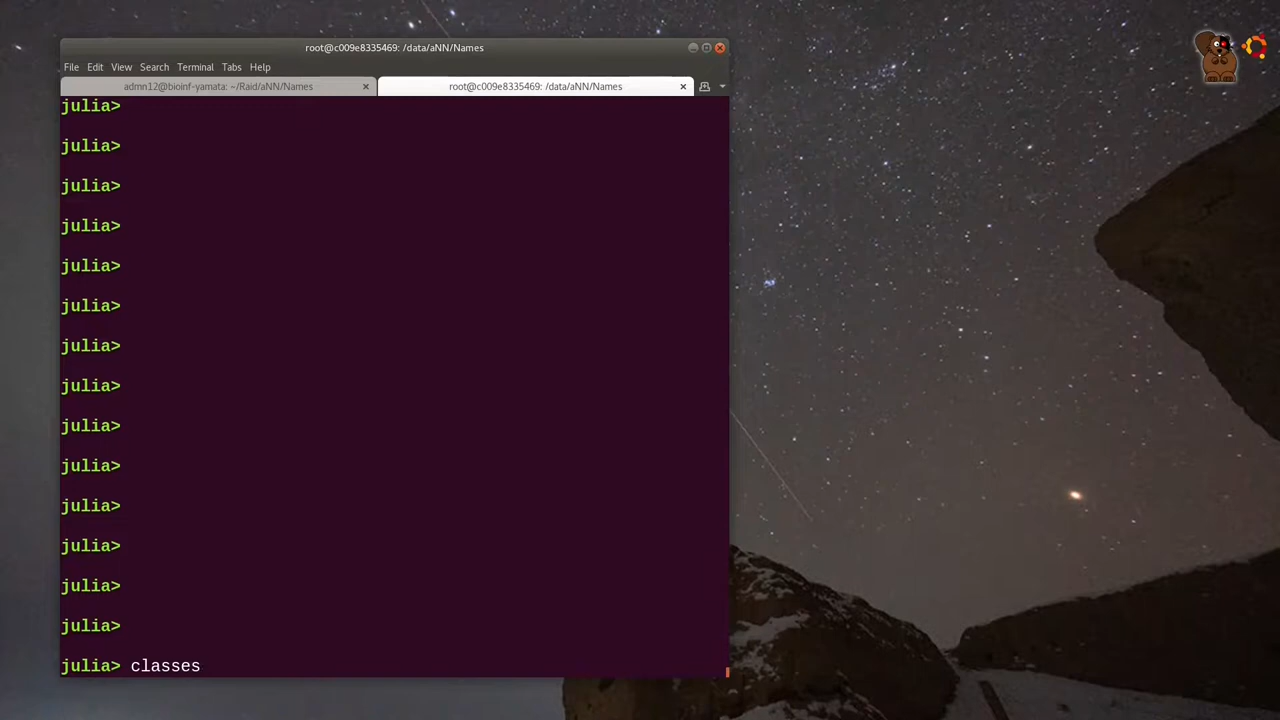 root@c009e8335469: /data/aNN/Names
File Edit View Search Terminal Tabs Help
admn12@bioinf-yamata: ~/Raid/aNN/Names
root@c009e8335469: /data/aNN/Names
julia>
julia>
julia>
julia>
julia>
julia>
julia>
julia>
julia>
julia>
julia>
julia>
julia>
julia>
julia> classes